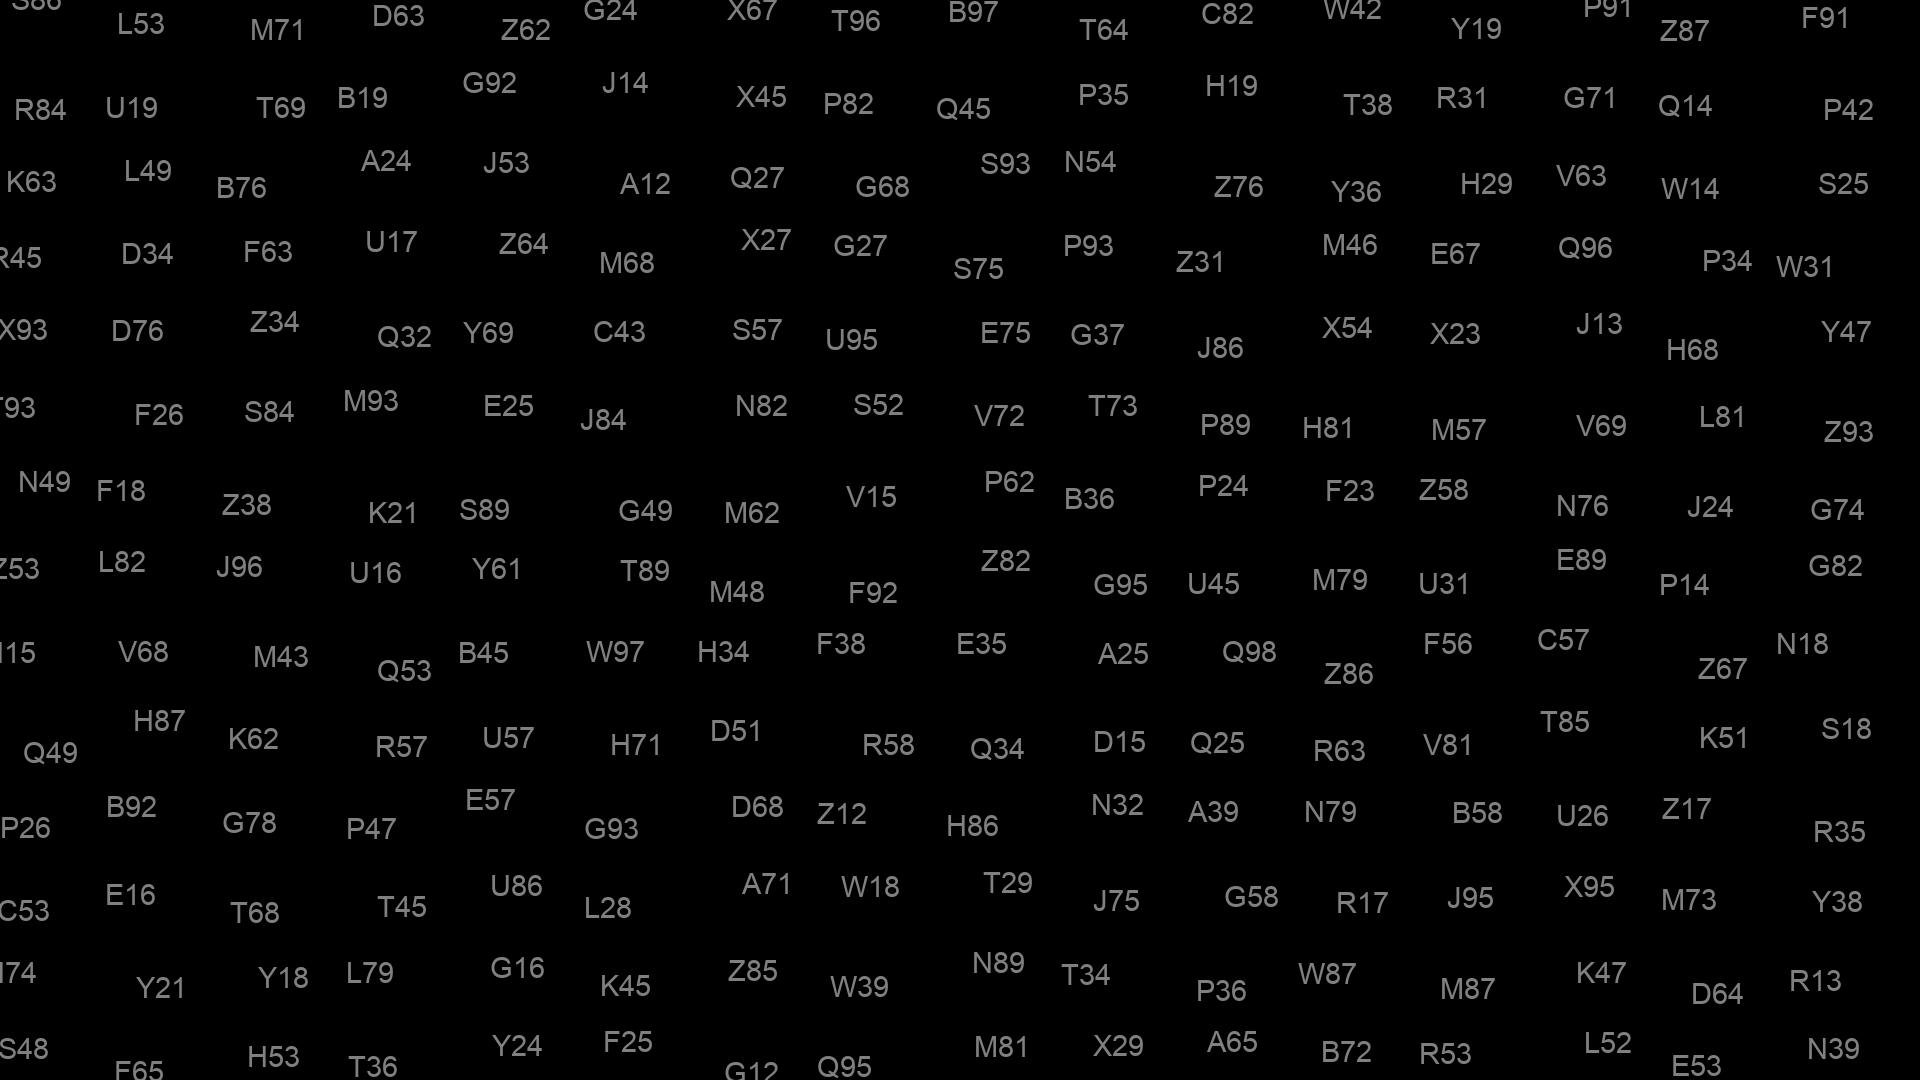 S86 L53 M71 D63 Z62 G24 X67 T96 B97 T64 C82 W42 Y19 P91 Z87 F91
R84 U19 T69 B19 G92 J14 X45 P82 Q45 P35 H19 T38 R31 G71 Q14 P42
K63 L49 B76 A24 J53 A12 Q27 G68 S93 N54 Z76 Y36 H29 V63 W14 S25
R45 D34 F63 U17 Z64 M68 X27 G27 S75 P93 Z31 M46 E67 Q96 P34 W31
X93 D76 Z34 Q32 Y69 C43 S57 U95 E75 G37 J86 X54 X23 J13 H68 Y47
F26 S84 M93 E25 J84 N82 S52 V72 T73 P89 H81 M57 V69 L81 Z93
N49 F18 Z38 K21 S89 G49 M62 V15 P62 B36 P24 F23 Z58 N76 J24 G74
Z53 L82 J96 U16 Y61 T89 M48 F92 Z82 G95 U45 M79 U31 E89 P14 G82
V68 M43 Q53 B45 W97 H34 F38 E35 A25 Q98 Z86 F56 C57 Z67 N18
Q49 H87 K62 R57 U57 H71 D51 R58 Q34 D15 Q25 R63 V81 T85 K51 S18
P26 B92 G78 P47 E57 G93 D68 Z12 H86 N32 A39 N79 B58 U26 Z17 R35
C53 E16 T68 T45 U86 L28 A71 W18 T29 J75 G58 R17 J95 X95 M73 Y38
Y21 Y18 L79 G16 K45 Z85 W39 N89 T34 P36 W87 M87 K47 D64 R13
S48 F65 H53 T36 Y24 F25 G12 Q95 M81 X29 A65 B72 R53 L52 E53 N39